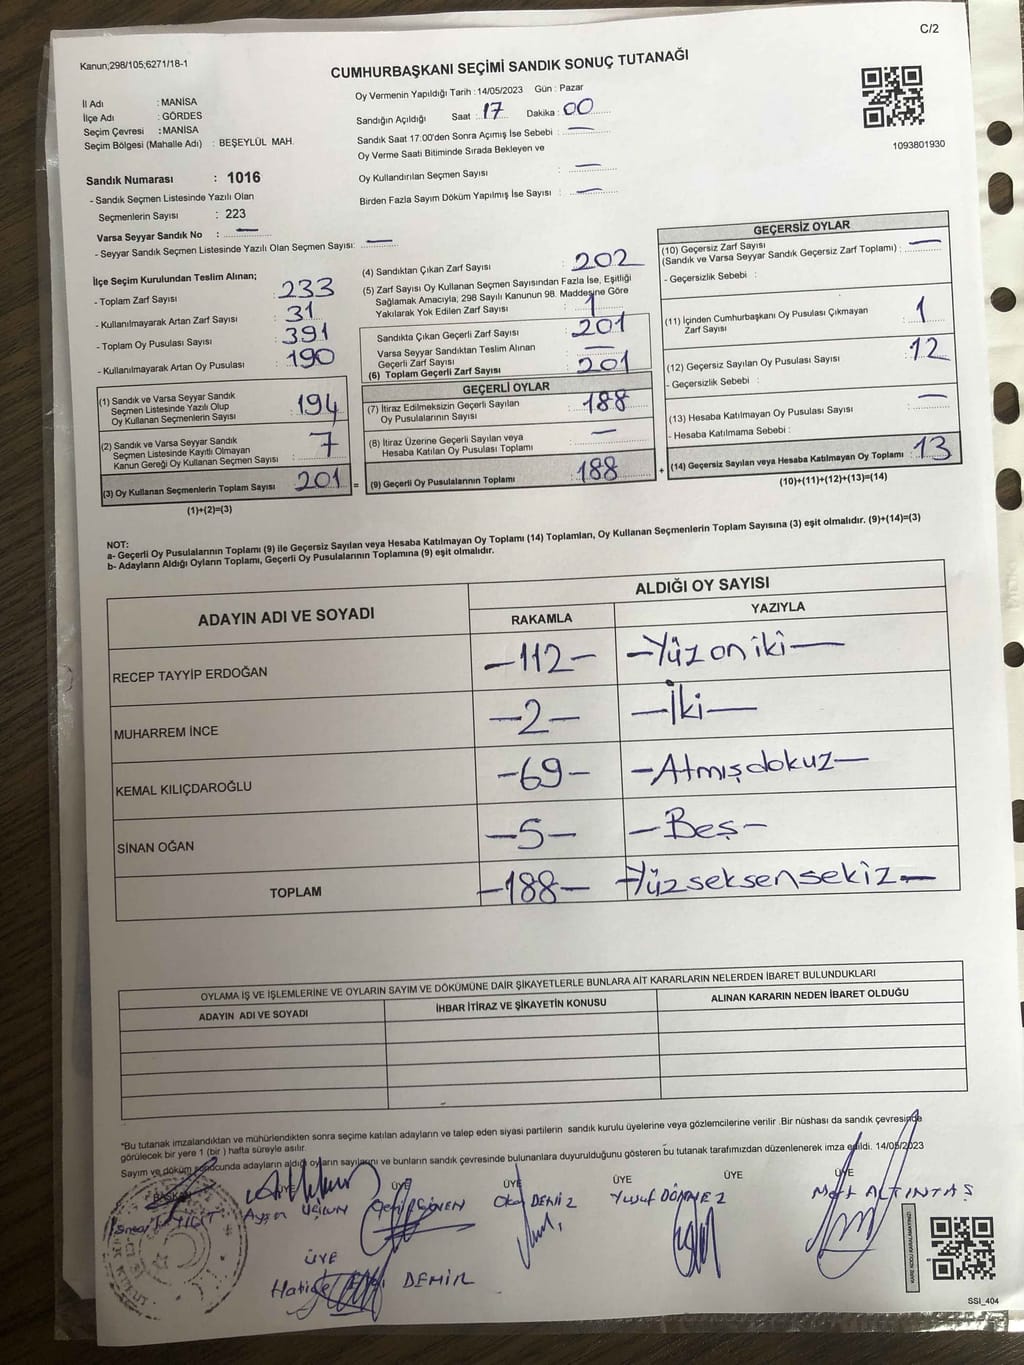 C/2
Kanun;298/105;6271/18-1
CUMHURBAŞKANI SEÇİMİ SANDIK SONUÇ TUTANAĞI
İl Adı : MANİSA
İlçe Adı : GÖRDES
Seçim Çevresi : MANİSA
Seçim Bölgesi (Mahalle Adı) : BEŞEYLÜL MAH.
Sandık Numarası : 1016
- Sandık Seçmen Listesinde Yazılı Olan
Seçmenlerin Sayısı : 223
Varsa Seyyar Sandık No : —
- Seyyar Sandık Seçmen Listesinde Yazılı Olan Seçmen Sayısı: —
Oy Vermenin Yapıldığı Tarih : 14/05/2023 Gün : Pazar
Sandığın Açıldığı Saat : 17 Dakika : 00
Sandık Saat 17:00'den Sonra Açımış İse Sebebi : —
Oy Verme Saati Bitiminde Sırada Bekleyen ve
Oy Kullandırılan Seçmen Sayısı : —
Birden Fazla Sayım Döküm Yapılmış İse Sayısı : —
1093801930
İlçe Seçim Kurulundan Teslim Alınan;
- Toplam Zarf Sayısı : 233
- Kullanılmayarak Artan Zarf Sayısı : 31
- Toplam Oy Pusulası Sayısı : 391
- Kullanılmayarak Artan Oy Pusulası : 190
(1) Sandık ve Varsa Seyyar Sandık
Seçmen Listesinde Yazılı Olup
Oy Kullanan Seçmenlerin Sayısı : 194
(2) Sandık ve Varsa Seyyar Sandık
Seçmen Listesinde Kayıtlı Olmayan
Kanun Gereği Oy Kullanan Seçmen Sayısı : 7
(3) Oy Kullanan Seçmenlerin Toplam Sayısı : 201 =
(1)+(2)=(3)
(4) Sandıktan Çıkan Zarf Sayısı : 202
(5) Zarf Sayısı Oy Kullanan Seçmen Sayısından Fazla İse, Eşitliği
Sağlamak Amacıyla; 298 Sayılı Kanunun 98. Maddesine Göre
Yakılarak Yok Edilen Zarf Sayısı : 1
Sandıkta Çıkan Geçerli Zarf Sayısı : 201
Varsa Seyyar Sandıktan Teslim Alınan
Geçerli Zarf Sayısı : —
(6) Toplam Geçerli Zarf Sayısı : 201
GEÇERLİ OYLAR
(7) İtiraz Edilmeksizin Geçerli Sayılan
Oy Pusulalarının Sayısı : 188
(8) İtiraz Üzerine Geçerli Sayılan veya
Hesaba Katılan Oy Pusulası Toplamı : —
(9) Geçerli Oy Pusulalarının Toplamı : 188 +
GEÇERSİZ OYLAR
(10) Geçersiz Zarf Sayısı
(Sandık ve Varsa Seyyar Sandık Geçersiz Zarf Toplamı) : —
- Geçersizlik Sebebi :
(11) İçinden Cumhurbaşkanı Oy Pusulası Çıkmayan
Zarf Sayısı : 1
(12) Geçersiz Sayılan Oy Pusulası Sayısı : 12
- Geçersizlik Sebebi :
(13) Hesaba Katılmayan Oy Pusulası Sayısı : —
- Hesaba Katılmama Sebebi :
(14) Geçersiz Sayılan veya Hesaba Katılmayan Oy Toplamı : 13
(10)+(11)+(12)+(13)=(14)
NOT:
a- Geçerli Oy Pusulalarının Toplamı (9) ile Geçersiz Sayılan veya Hesaba Katılmayan Oy Toplamı (14) Toplamları, Oy Kullanan Seçmenlerin Toplam Sayısına (3) eşit olmalıdır. (9)+(14)=(3)
b- Adayların Aldığı Oyların Toplamı, Geçerli Oy Pusulalarının Toplamına (9) eşit olmalıdır.
ADAYIN ADI VE SOYADI ALDIĞI OY SAYISI
RAKAMLA YAZIYLA
RECEP TAYYİP ERDOĞAN —112— —Yüz on iki—
MUHARREM İNCE —2— —İki—
KEMAL KILIÇDAROĞLU —69— —Atmışdokuz—
SİNAN OĞAN —5— —Beş—
TOPLAM —188— —Yüzseksensekiz—
OYLAMA İŞ VE İŞLEMLERİNE VE OYLARIN SAYIM VE DÖKÜMÜNE DAİR ŞİKAYETLERLE BUNLARA AİT KARARLARIN NELERDEN İBARET BULUNDUKLARI
ADAYIN ADI VE SOYADI İHBAR İTİRAZ VE ŞİKAYETİN KONUSU ALINAN KARARIN NEDEN İBARET OLDUĞU
*Bu tutanak imzalandıktan ve mühürlendikten sonra seçime katılan adayların ve talep eden siyasi partilerin sandık kurulu üyelerine veya gözlemcilerine verilir .Bir nüshası da sandık çevresinde
görülecek bir yere 1 (bir ) hafta süreyle asılır.
Sayım ve döküm sonucunda adayların aldığı oyların sayılarını ve bunların sandık çevresinde bulunanlara duyurulduğunu gösteren bu tutanak tarafımızdan düzenlenerek imza edildi. 14/05/2023
BAŞKAN ÜYE ÜYE ÜYE ÜYE ÜYE
YİĞİT Okay DENİZ Yusuf DÖNMEZ Mert ALTINTAŞ
ÜYE
Hatice DEMİR
KARE KODU KARALAMAYINIZ!
SSI_404